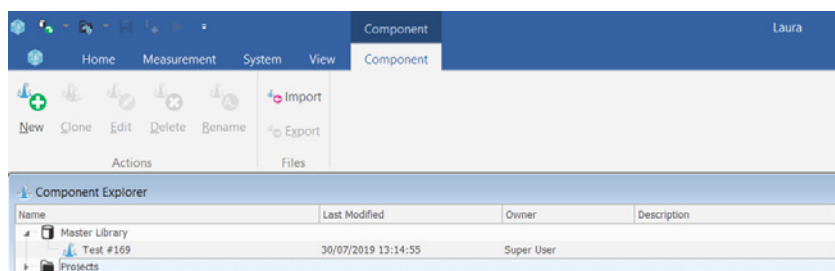 Component
Laura
Home Measurement System View Component
New Clone Edit Delete Rename
Import
Export
Actions
Files
Component Explorer
Name Last Modified Owner Description
Master Library
Test #169 30/07/2019 13:14:55 Super User
Projects